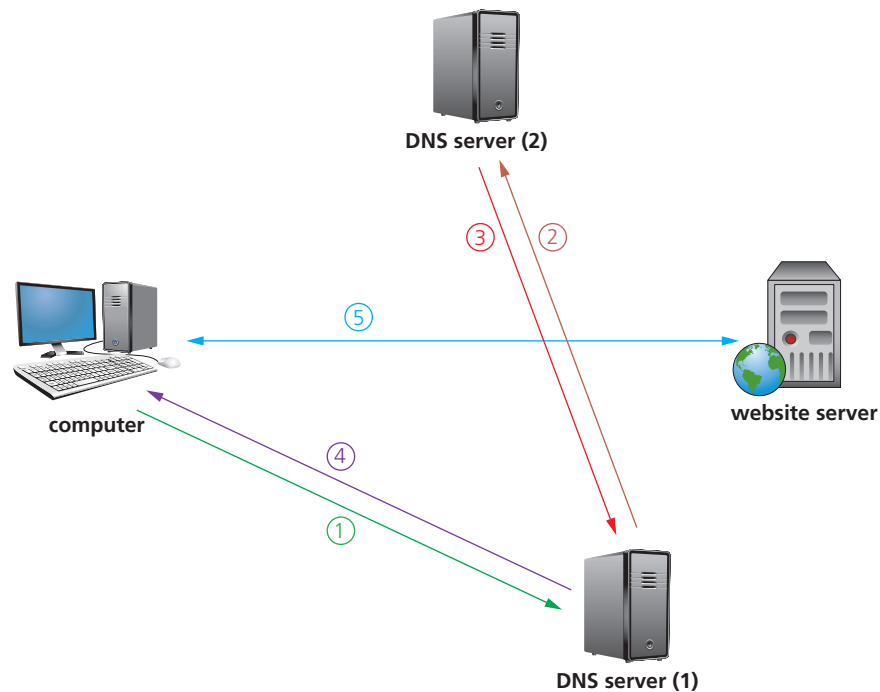 DNS server (2)
3
2
5
computer
website server
4
1
DNS server (1)